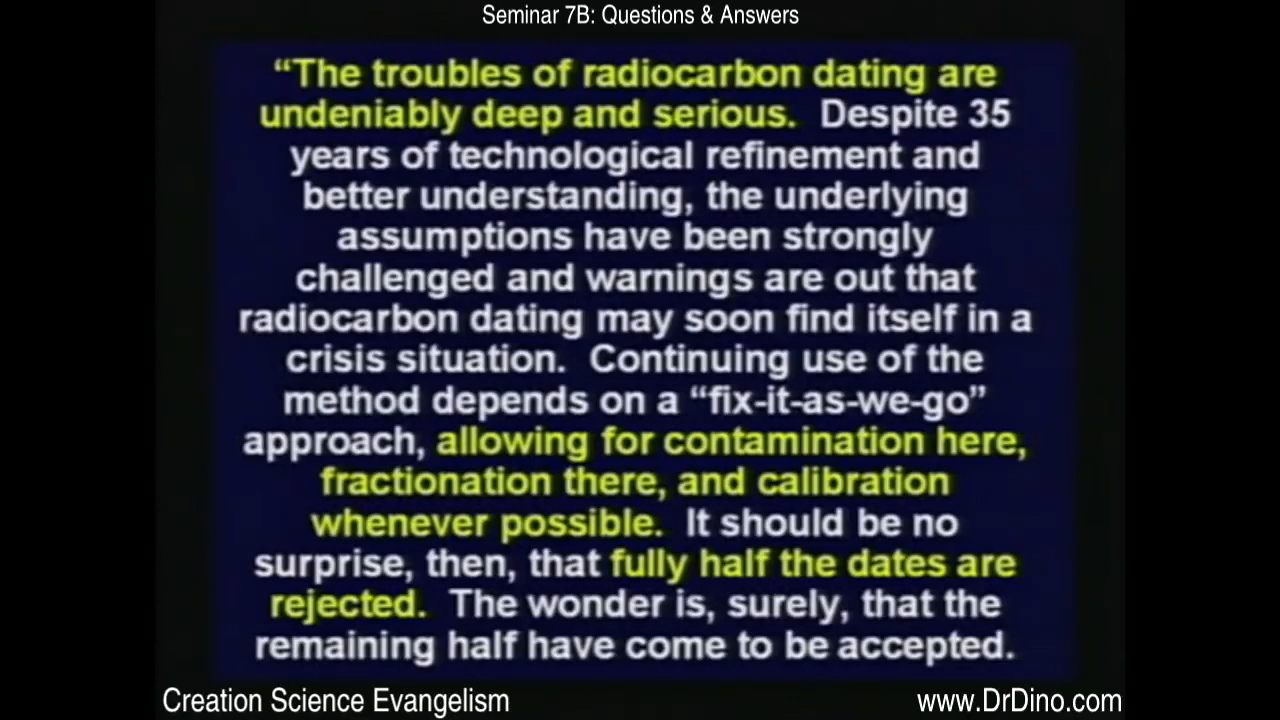 Seminar 7B: Questions & Answers
“The troubles of radiocarbon dating are
undeniably deep and serious. Despite 35
years of technological refinement and
better understanding, the underlying
assumptions have been strongly
challenged and warnings are out that
radiocarbon dating may soon find itself in a
crisis situation. Continuing use of the
method depends on a “fix-it-as-we-go”
approach, allowing for contamination here,
fractionation there, and calibration
whenever possible. It should be no
surprise, then, that fully half the dates are
rejected. The wonder is, surely, that the
remaining half have come to be accepted.
Creation Science Evangelism
www.DrDino.com